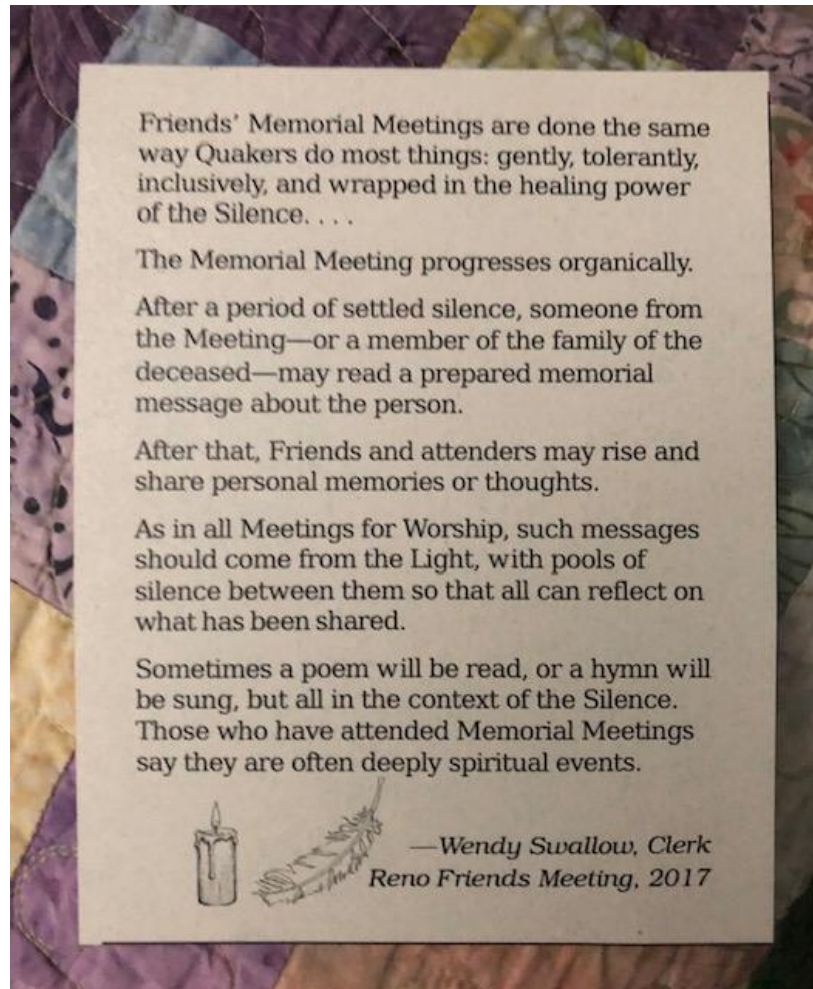 Friends' Memorial Meetings are done the same
way Quakers do most things: gently, tolerantly,
inclusively, and wrapped in the healing power
of the Silence. . . .
The Memorial Meeting progresses organically.
After a period of settled silence, someone from
the Meeting—or a member of the family of the
deceased—may read a prepared memorial
message about the person.
After that, Friends and attenders may rise and
share personal memories or thoughts.
As in all Meetings for Worship, such messages
should come from the Light, with pools of
silence between them so that all can reflect on
what has been shared.
Sometimes a poem will be read, or a hymn will
be sung, but all in the context of the Silence.
Those who have attended Memorial Meetings
say they are often deeply spiritual events.
—Wendy Swallow, Clerk
Reno Friends Meeting, 2017